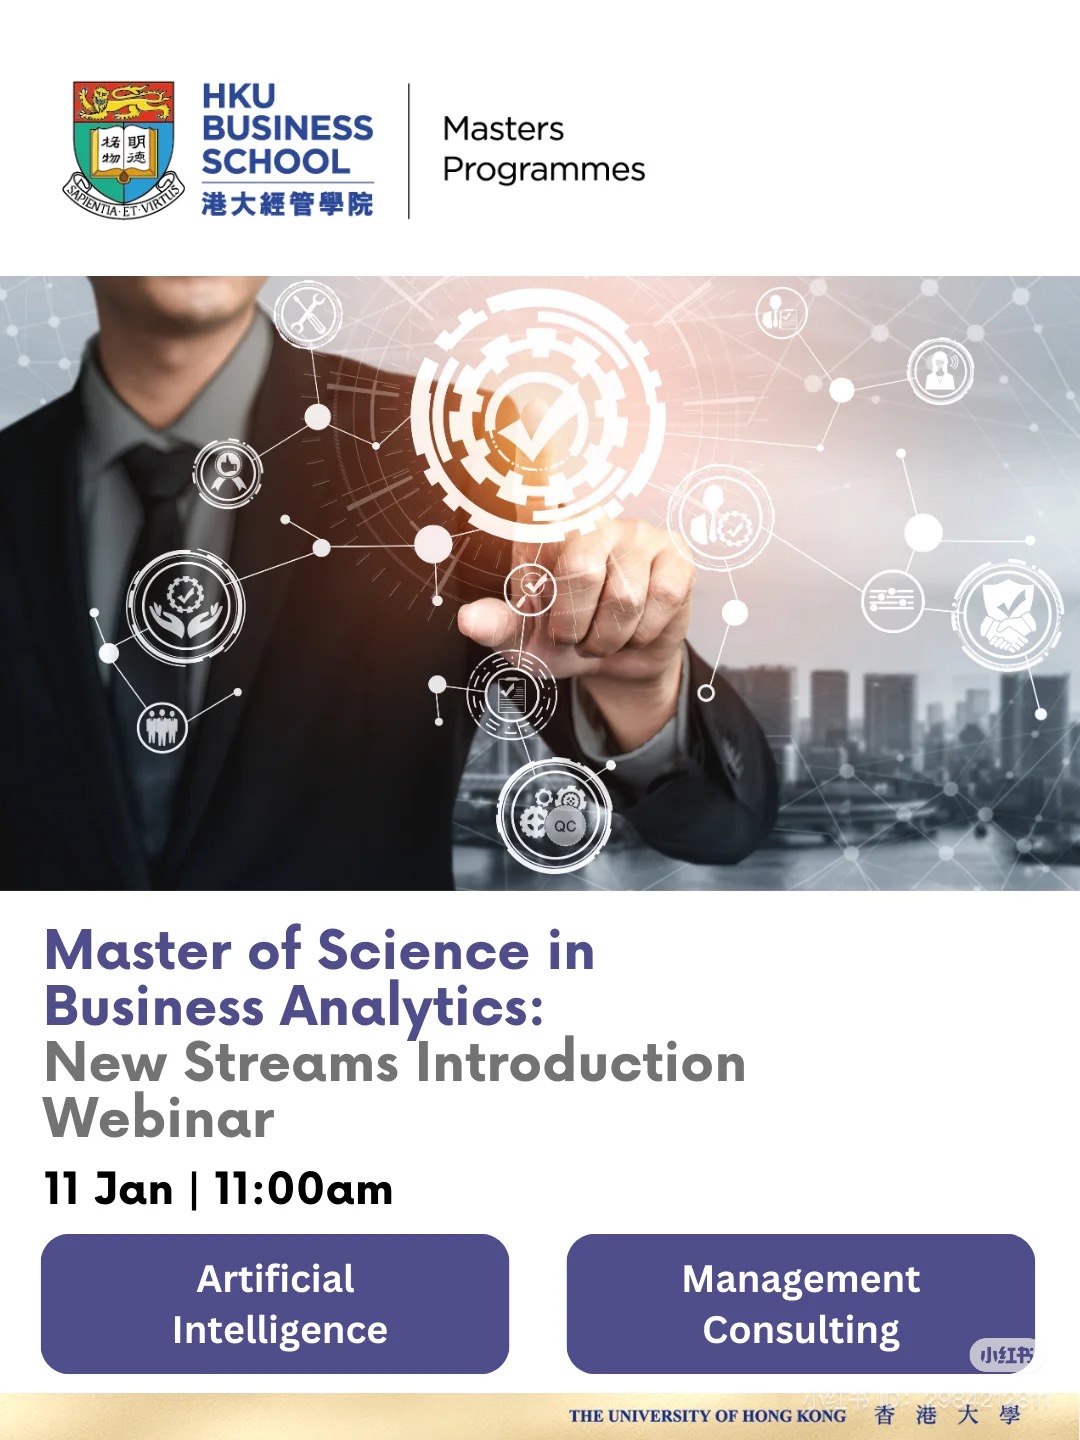 HKU
BUSINESS
SCHOOL
港大經管學院
Masters
Programmes
格物
明德
SAPIENTIA·ET·VIRTUS
QC
Master of Science in
Business Analytics:
New Streams Introduction
Webinar
11 Jan | 11:00am
Artificial
Intelligence
Management
Consulting
小红书
THE UNIVERSITY OF HONG KONG 香港大學